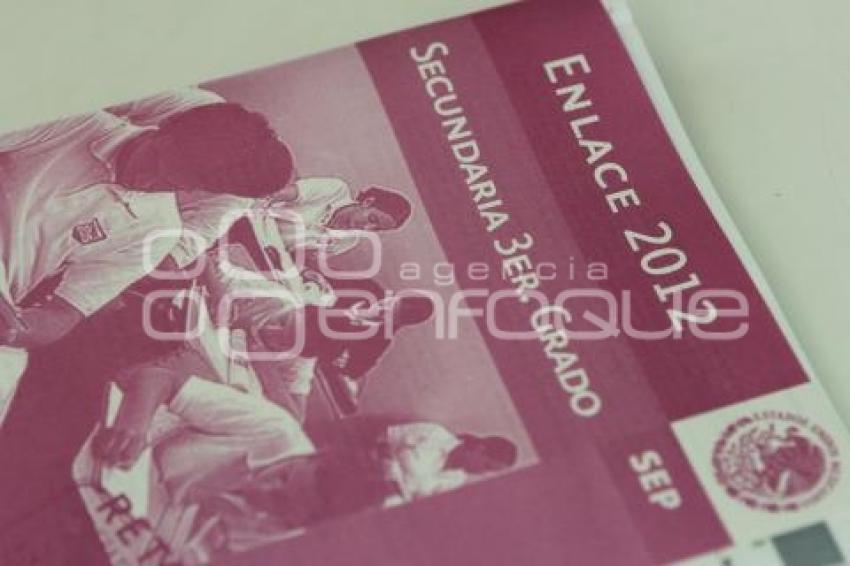 ENLACE 2012
SECUNDARIA 3ER. GRADO
SEP
agencia
enfoque